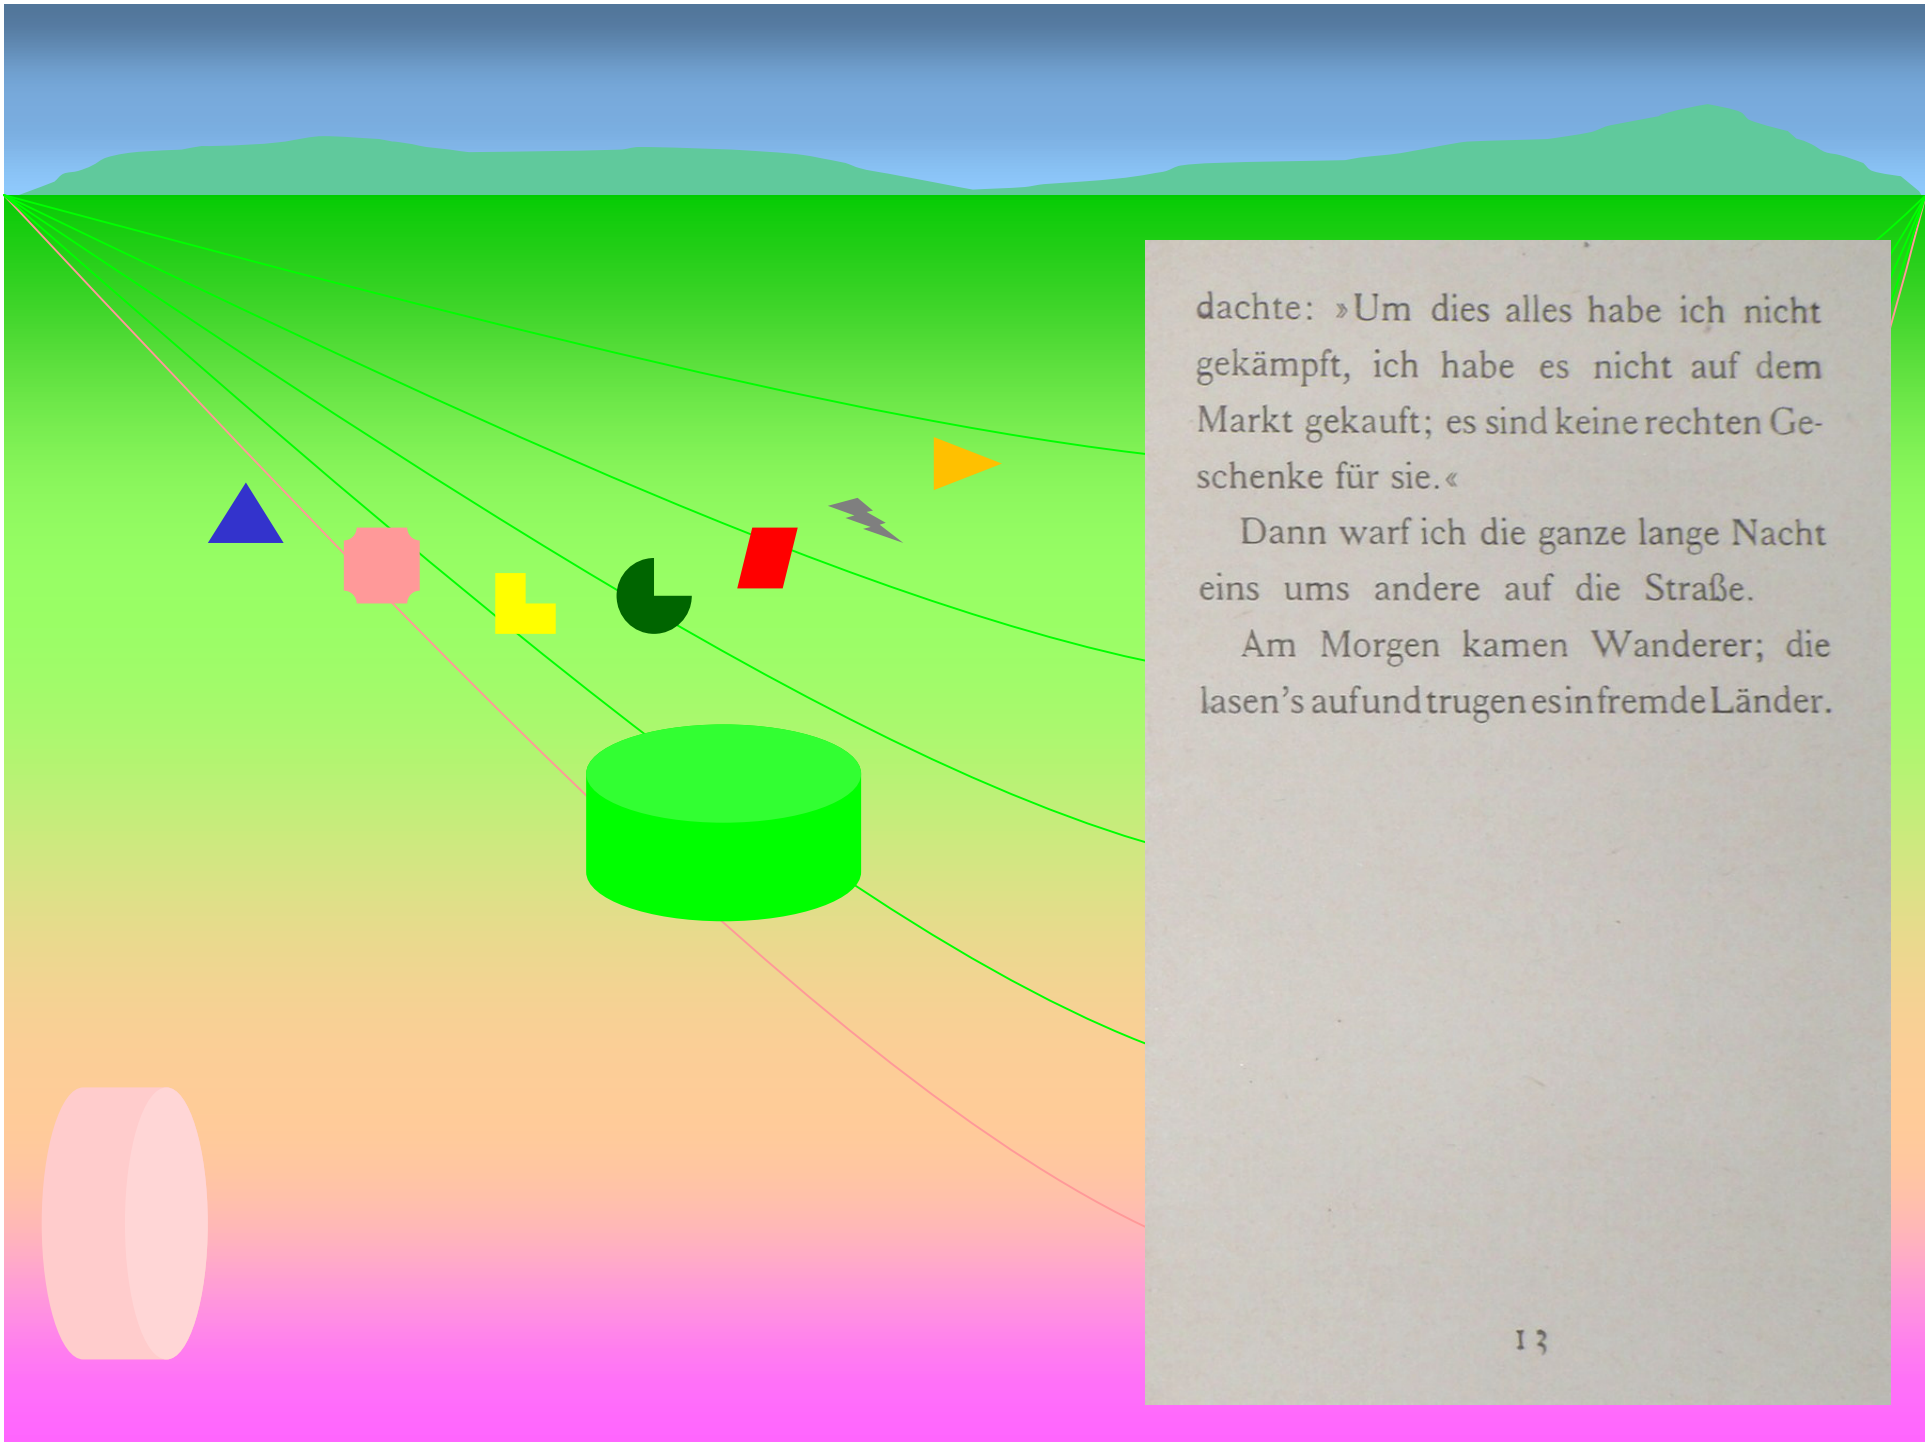 dachte: »Um dies alles habe ich nicht
gekämpft, ich habe es nicht auf dem
Markt gekauft; es sind keine rechten Ge-
schenke für sie.«
Dann warf ich die ganze lange Nacht
eins ums andere auf die Straße.
Am Morgen kamen Wanderer; die
lasen's auf und trugen es in fremde Länder.
13